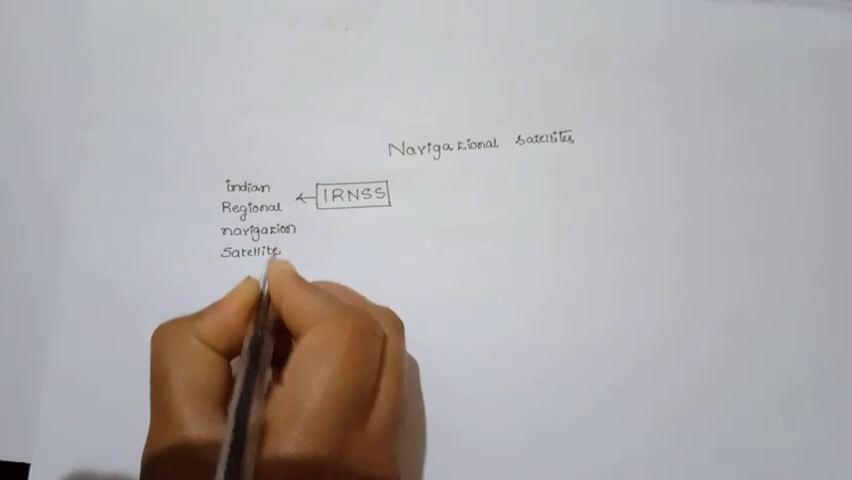 Navigational satellites
IRNSS
indian
Regional
navigation
Satellite